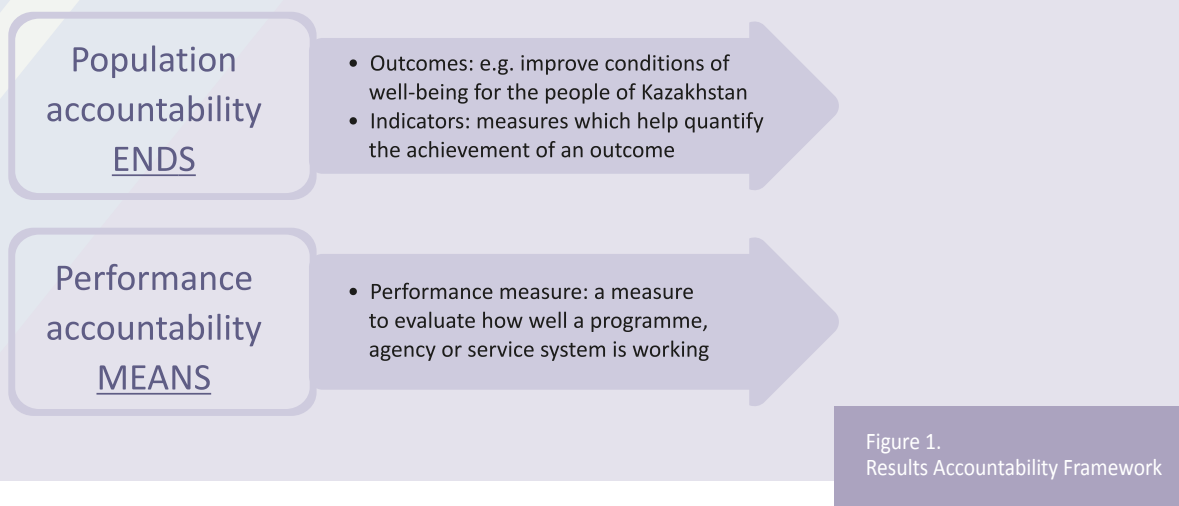 Population
accountability
ENDS
• Outcomes: e.g. improve conditions of
well-being for the people of Kazakhstan
• Indicators: measures which help quantify
the achievement of an outcome
Performance
accountability
MEANS
• Performance measure: a measure
to evaluate how well a programme,
agency or service system is working
Figure 1.
Results Accountability Framework